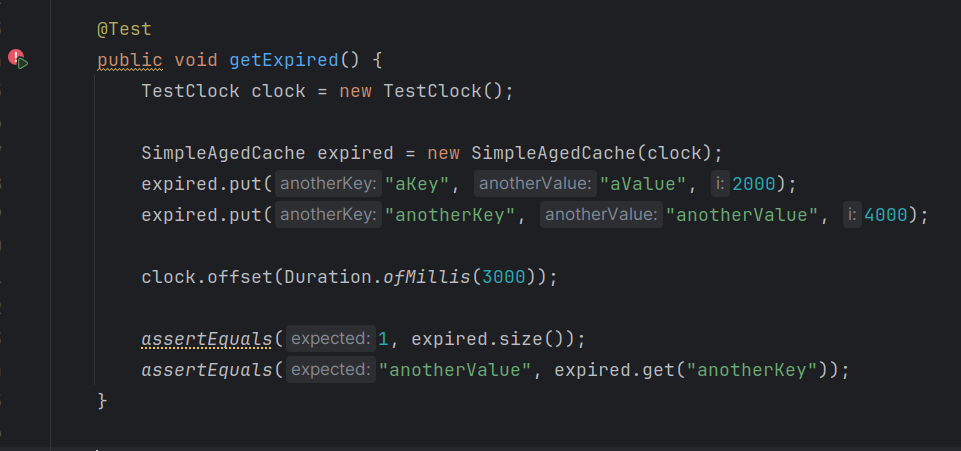 @Test
public void getExpired() {
TestClock clock = new TestClock();
SimpleAgedCache expired = new SimpleAgedCache(clock);
expired.put( anotherKey: "aKey", anotherValue: "aValue", i: 2000);
expired.put( anotherKey: "anotherKey", anotherValue: "anotherValue", i: 4000);
clock.offset(Duration.ofMillis(3000));
assertEquals( expected: 1, expired.size());
assertEquals( expected: "anotherValue", expired.get("anotherKey"));
}